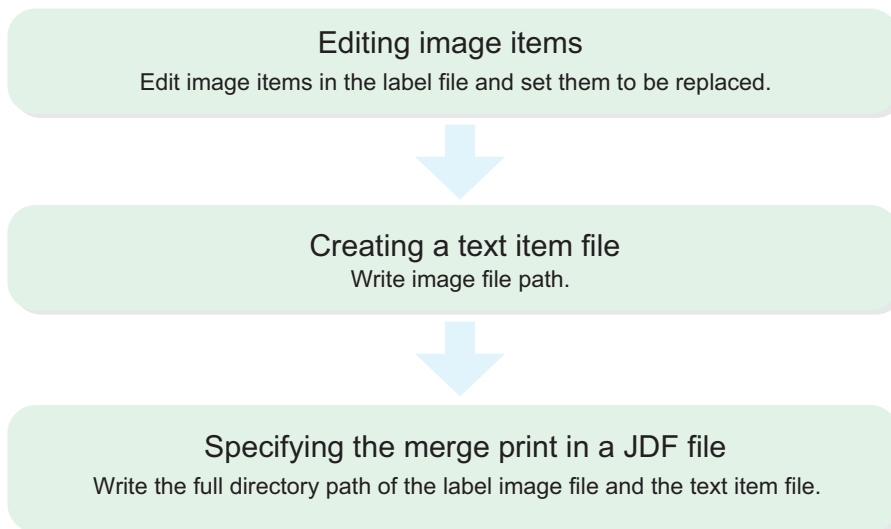 Editing image items
Edit image items in the label file and set them to be replaced.
Creating a text item file
Write image file path.
Specifying the merge print in a JDF file
Write the full directory path of the label image file and the text item file.